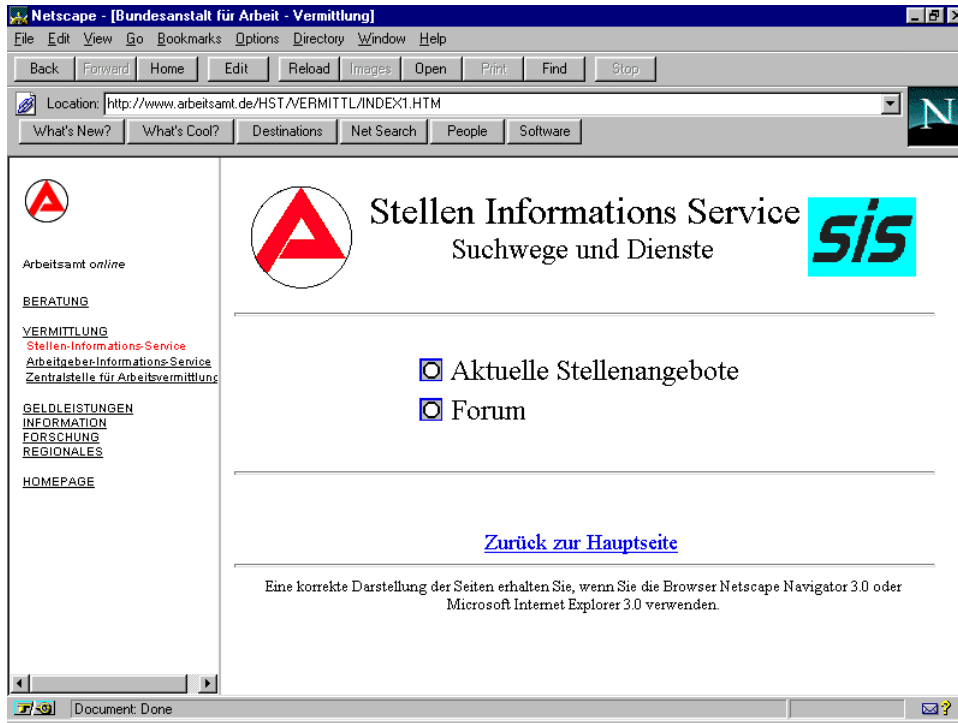 Netscape - [Bundesanstalt für Arbeit - Vermittlung]
File Edit View Go Bookmarks Options Directory Window Help
Back Forward Home Edit Reload Images Open Print Find Stop
Location: http://www.arbeitsamt.de/HST/VERMITTL/INDEX1.HTM
N
What's New? What's Cool? Destinations Net Search People Software
Arbeitsamt online
BERATUNG
VERMITTLUNG
Stellen-Informations-Service
Arbeitgeber-Informations-Service
Zentralstelle für Arbeitsvermittlung
GELDLEISTUNGEN
INFORMATION
FORSCHUNG
REGIONALES
HOMEPAGE
Stellen Informations Service
Suchwege und Dienste
sis
Aktuelle Stellenangebote
Forum
Zurück zur Hauptseite
Eine korrekte Darstellung der Seiten erhalten Sie, wenn Sie die Browser Netscape Navigator 3.0 oder
Microsoft Internet Explorer 3.0 verwenden.
Document: Done